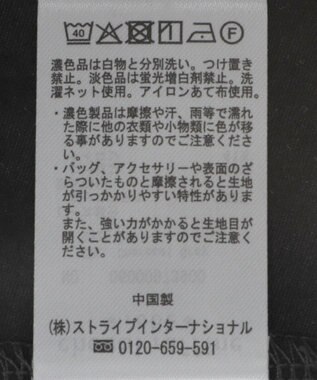 40 F
濃色品は白物と分別洗い。つけ置き
禁止。淡色品は蛍光増白剤禁止。洗
濯ネット使用。アイロンあて布使用。
・濃色製品は摩擦や汗、雨等で濡れ
た際に他の衣類や小物類に色が移
る事がありますのでご注意くださ
い。
・バッグ、アクセサリーや表面のざ
らついたものと摩擦されると生地
が引っかかりやすい特性がありま
す。
また、強い力がかかると生地目が
開くことがありますのでご注意く
ださい。
中国製
(株)ストライプインターナショナル
0120-659-591